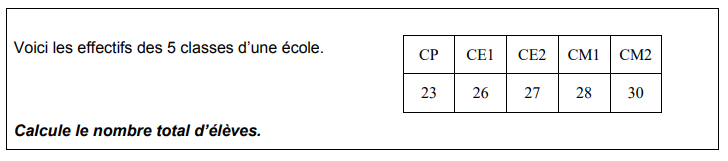 Voici les effectifs des 5 classes d'une école.
CP CE1 CE2 CM1 CM2
23 26 27 28 30
Calcule le nombre total d'élèves.